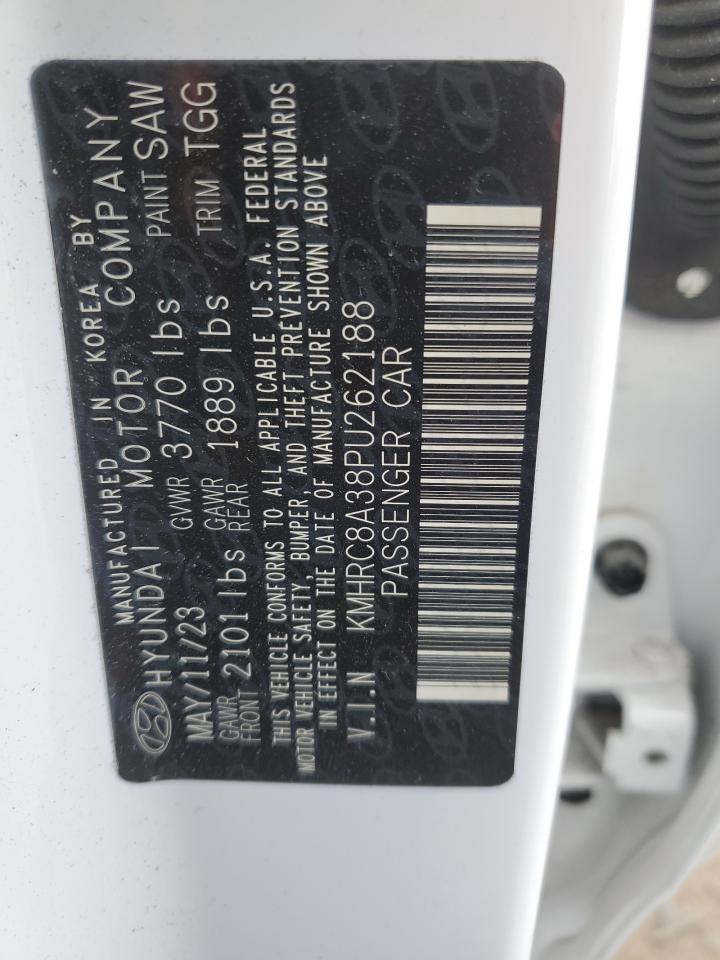 MANUFACTURED IN KOREA BY
HYUNDAI MOTOR COMPANY
MAY/11/23 GVWR 3770 lbs PAINT SAW
GAWR FRONT 2101 lbs GAWR REAR 1889 lbs TRIM TGG
THIS VEHICLE CONFORMS TO ALL APPLICABLE U.S.A. FEDERAL
MOTOR VEHICLE SAFETY, BUMPER, AND THEFT PREVENTION STANDARDS
IN EFFECT ON THE DATE OF MANUFACTURE SHOWN ABOVE
V.I.N KMHRC8A38PU262188
PASSENGER CAR